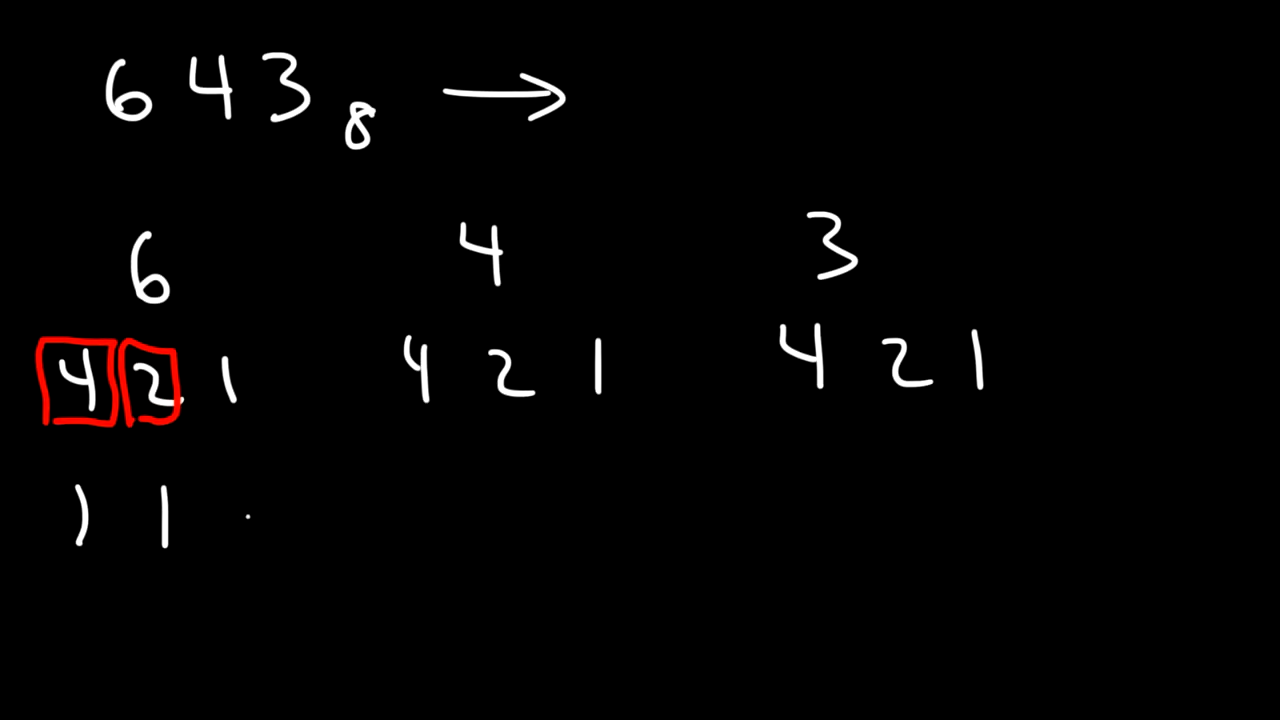 643₈ →
6 4 3
4 2 1 4 2 1 4 2 1
1 1